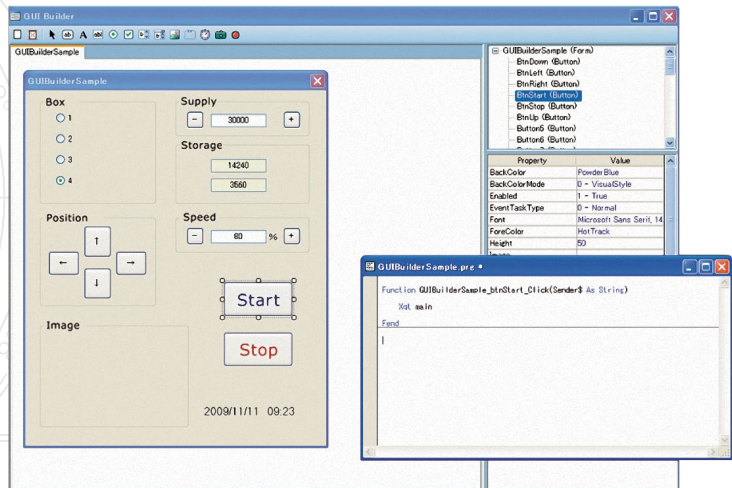 GUI Builder
GUIBuilderSample
GUIBuilderSample
Box
1
2
3
4
Supply
- 30000 +
Storage
14240
3560
Position
↑
← →
↓
Speed
- 80 % +
Start
Stop
Image
2009/11/11 09:23
GUIBuilderSample (Form)
BtnDown (Button)
BtnLeft (Button)
BtnRight (Button)
BtnStart (Button)
BtnStop (Button)
BtnUp (Button)
Button5 (Button)
Button6 (Button)
Property Value
BackColor PowderBlue
BackColorMode 0 - VisualStyle
Enabled 1 - True
EventTaskType 0 - Normal
Font Microsoft Sans Serif, 14
ForeColor HotTrack
Height 50
GUIBuilderSample.prg *
Function GUIBuilderSample_btnStart_Click(Sender$ As String)
Xqt main
Fend